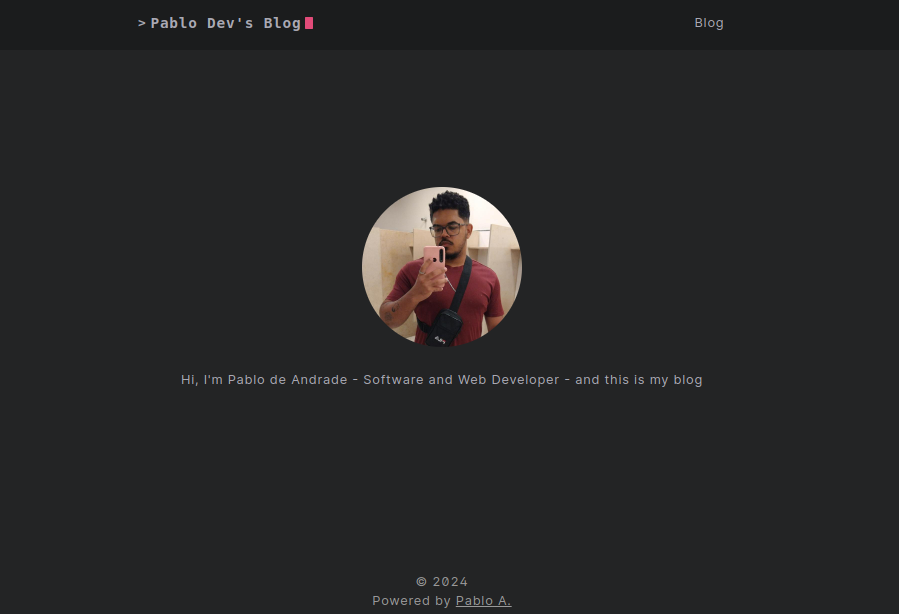 > Pablo Dev's Blog
Blog
Hi, I'm Pablo de Andrade - Software and Web Developer - and this is my blog
© 2024
Powered by Pablo A.